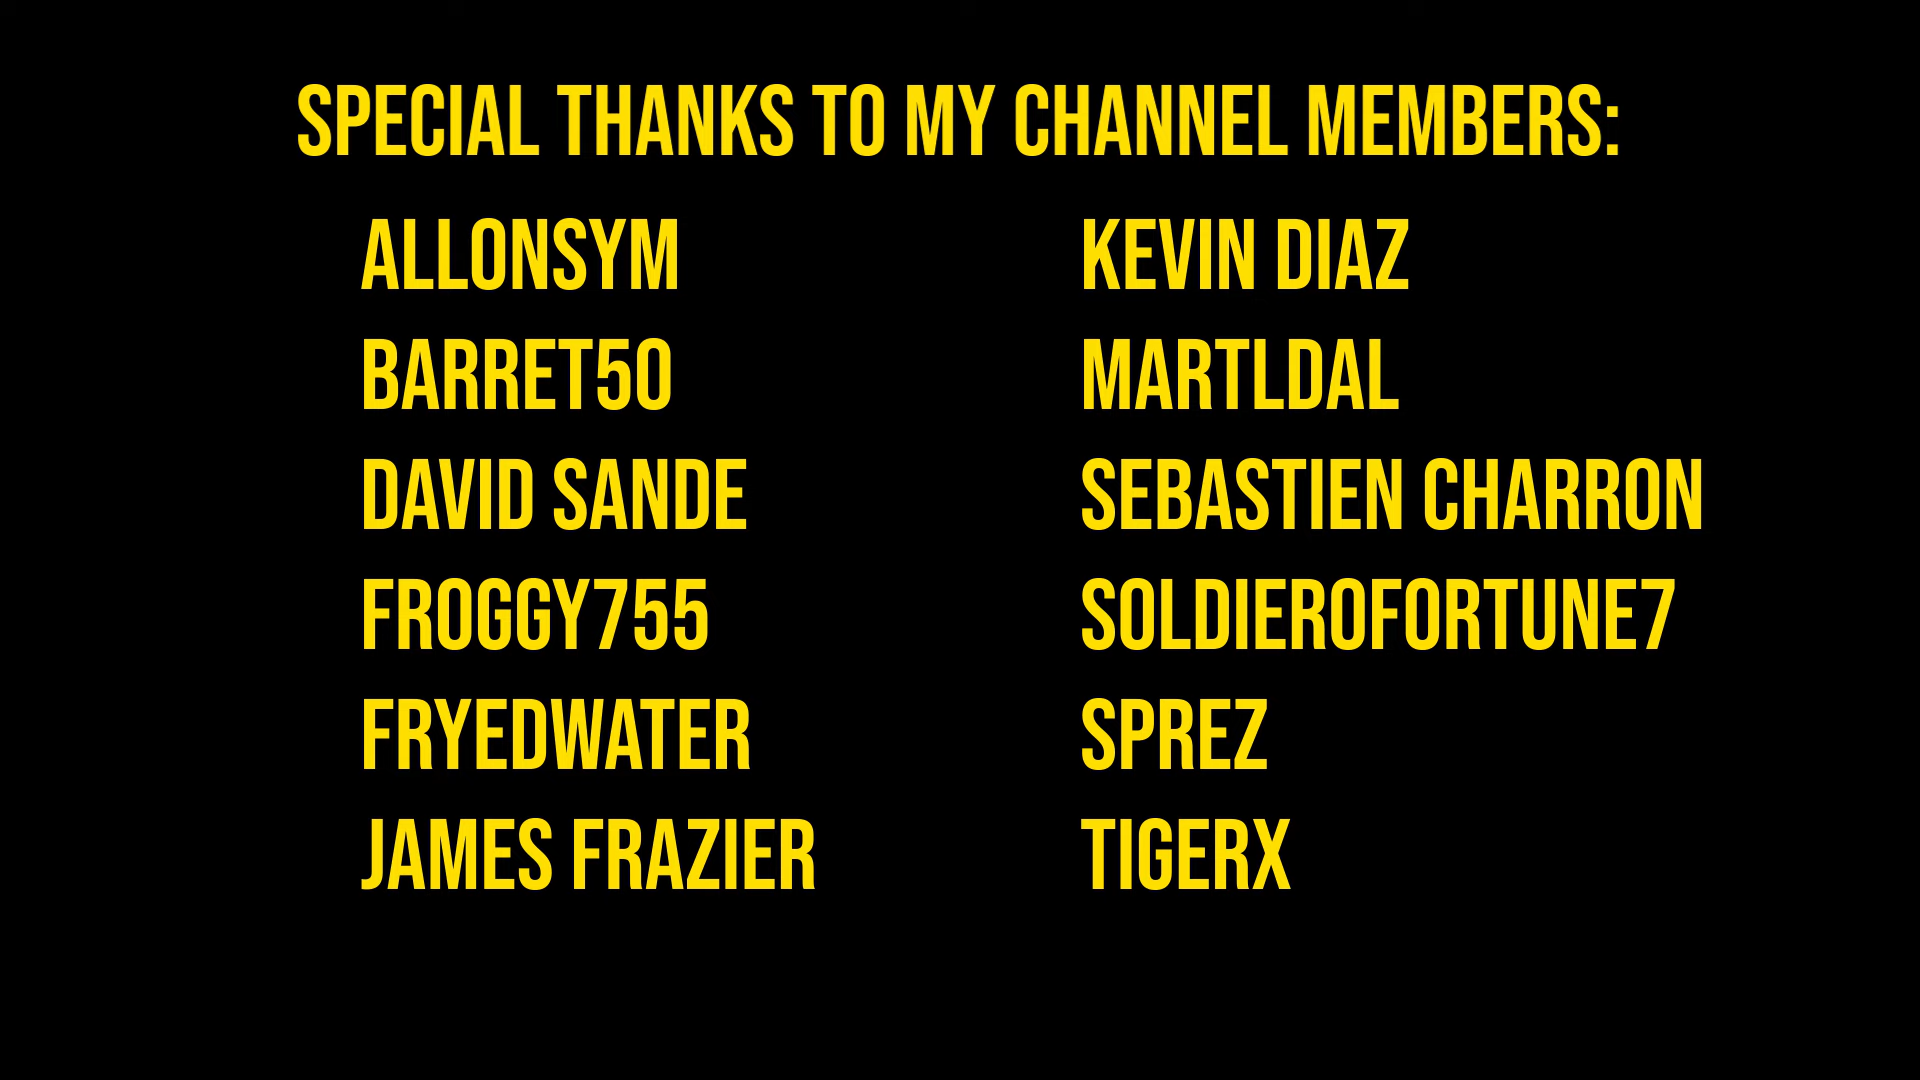 SPECIAL THANKS TO MY CHANNEL MEMBERS:
ALLONSYM
BARRET50
DAVID SANDE
FROGGY755
FRYEDWATER
JAMES FRAZIER
KEVIN DIAZ
MARTLDAL
SEBASTIEN CHARRON
SOLDIEROFORTUNE7
SPREZ
TIGERX